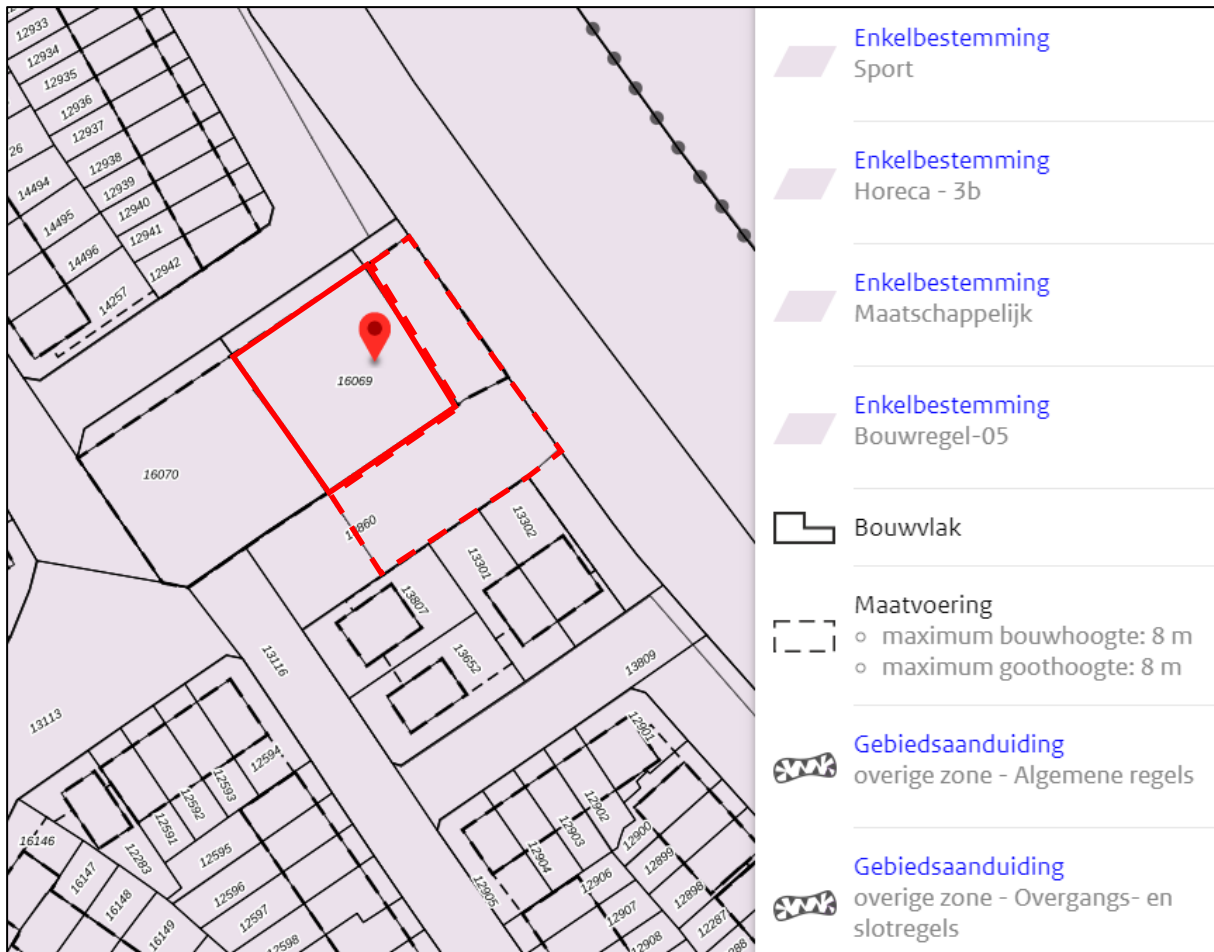 12933
12934
12935
12936
12937
26
12938
14494
12939
12940
14495
12941
14496
12942
14257
16069
16070
13302
13301
13807
13652
13116
13809
13113
12901
12594
12593
12592
12591
12902
12903
12900
16146
12283
12595
12904
12899
16147
12596
12906
12898
16148
12905
12597
12907
12287
16149
12598
12908
288
Enkelbestemming
Sport
Enkelbestemming
Horeca - 3b
Enkelbestemming
Maatschappelijk
Enkelbestemming
Bouwregel-05
Bouwvlak
Maatvoering
○ maximum bouwhoogte: 8 m
○ maximum goothoogte: 8 m
Gebiedsaanduiding
overige zone - Algemene regels
Gebiedsaanduiding
overige zone - Overgangs- en
slotregels